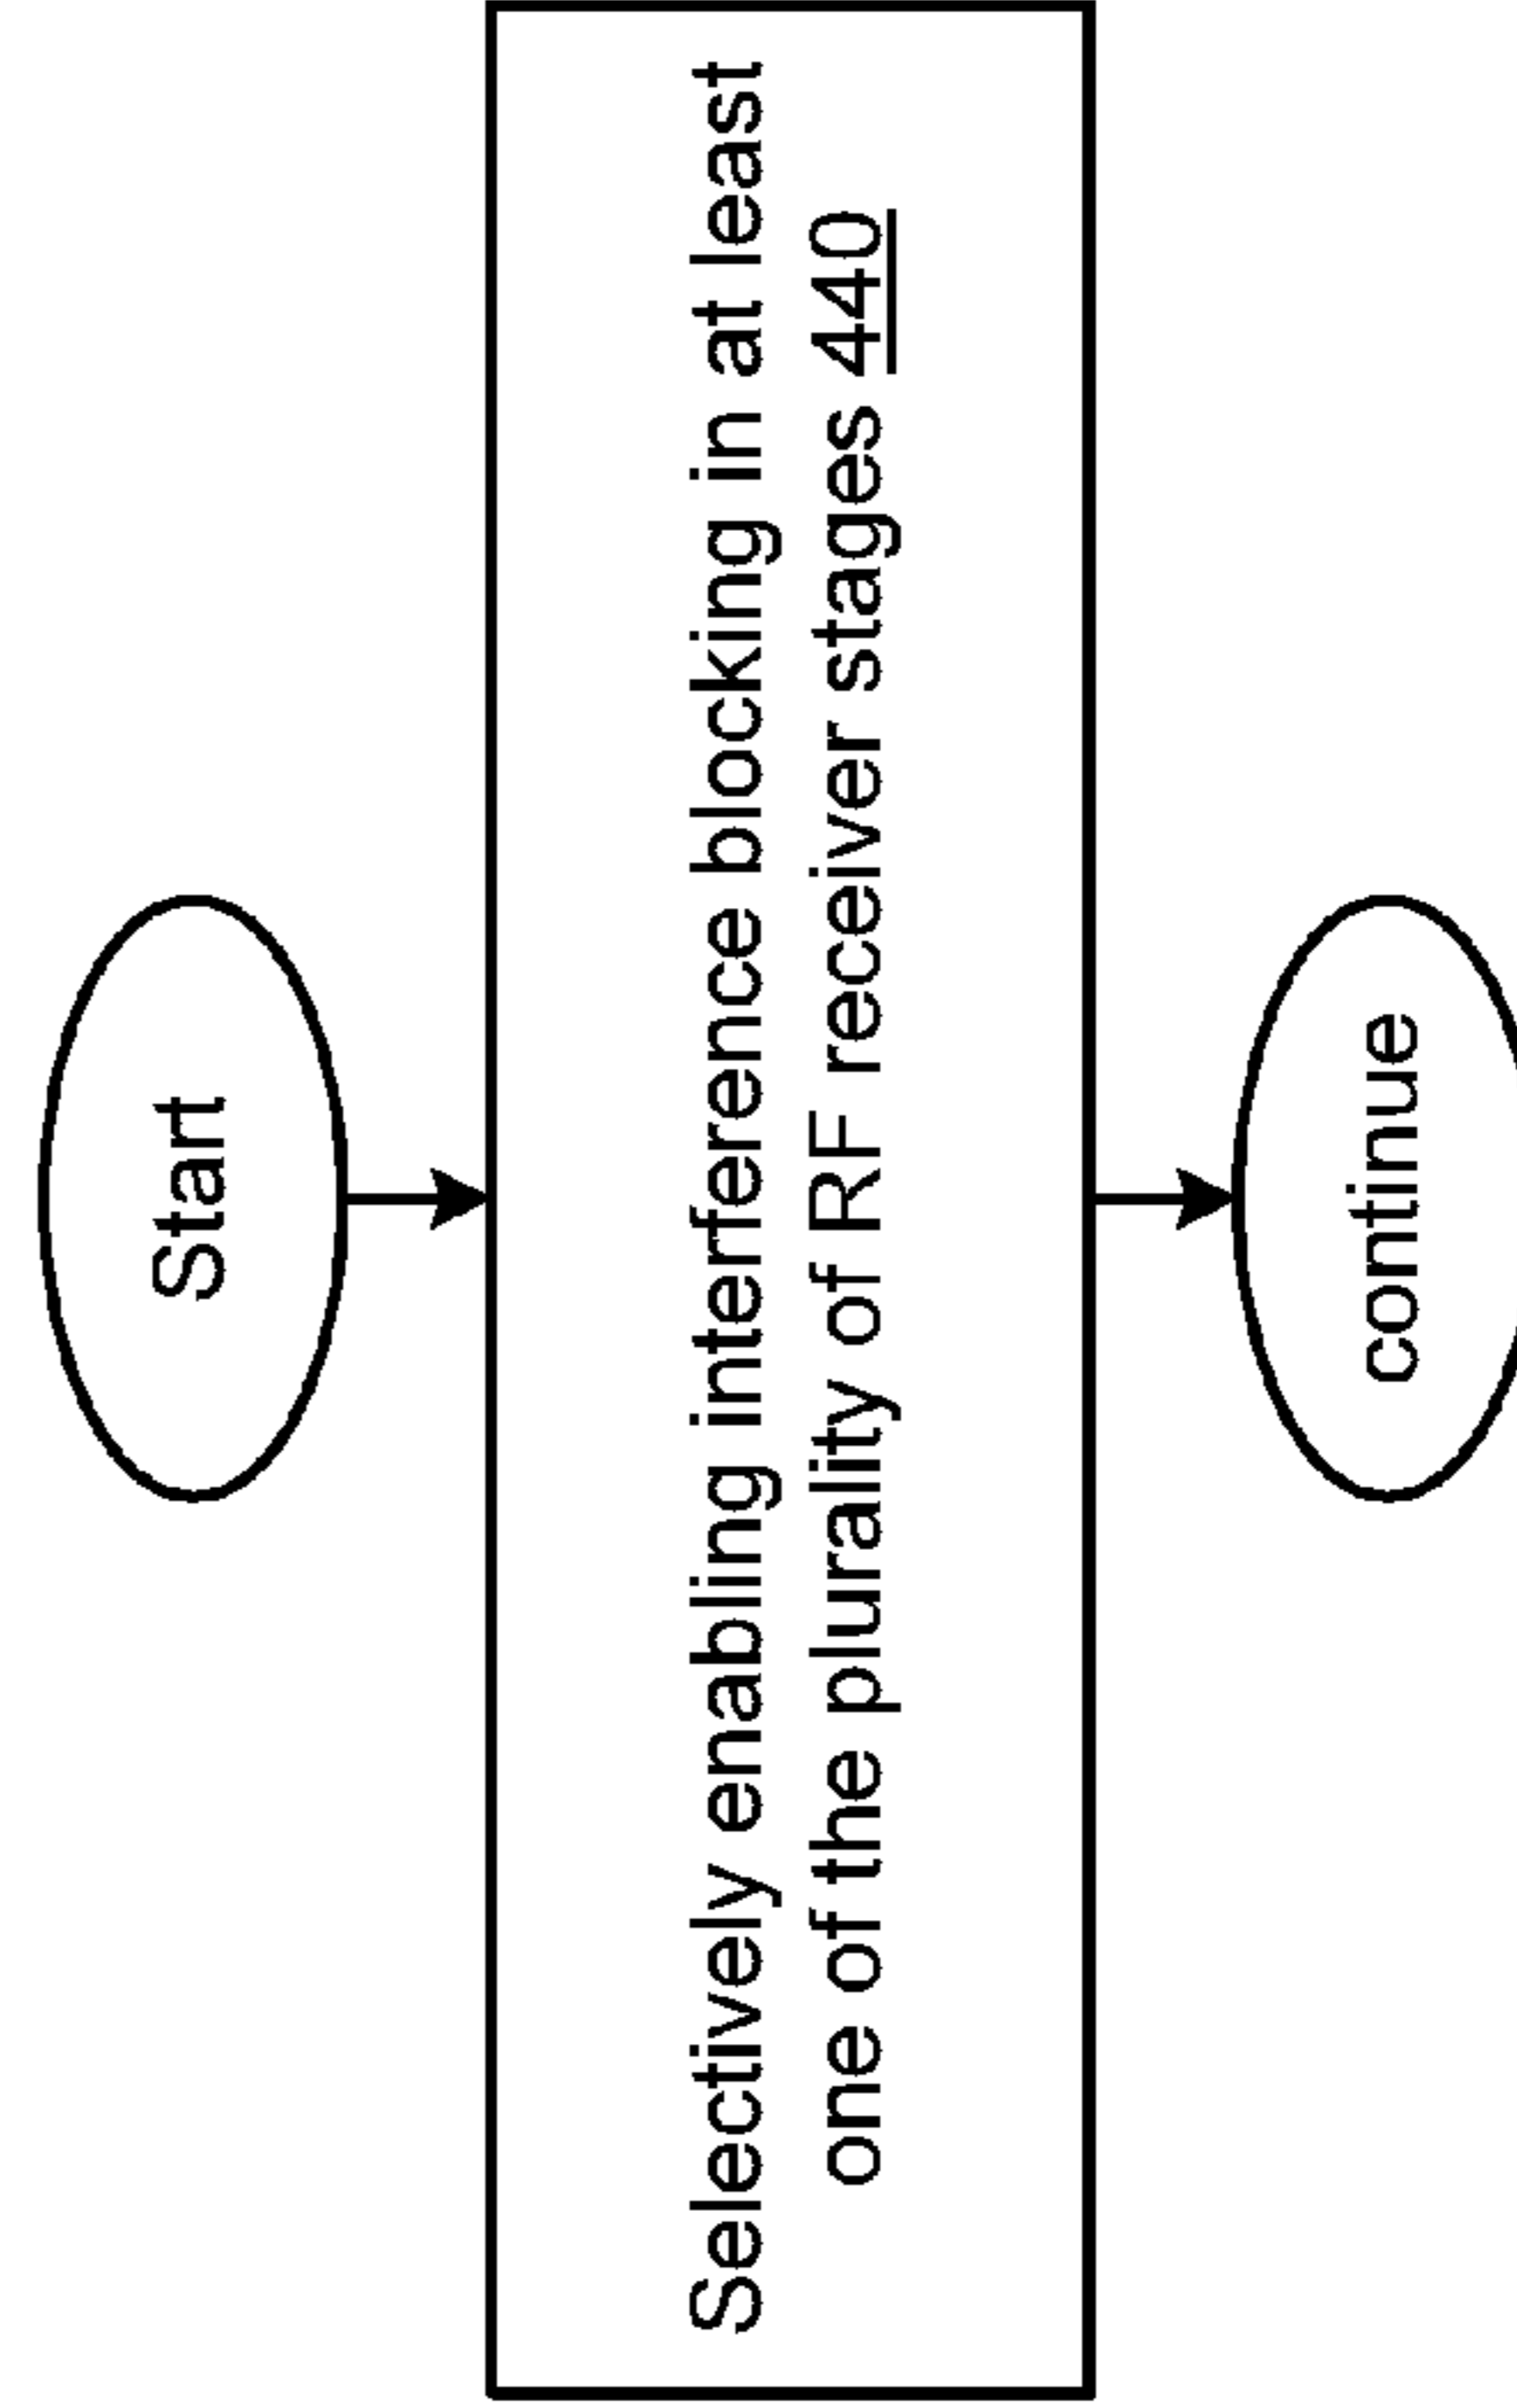 Start
Selectively enabling interference blocking in at least
one of the plurality of RF receiver stages 440
continue